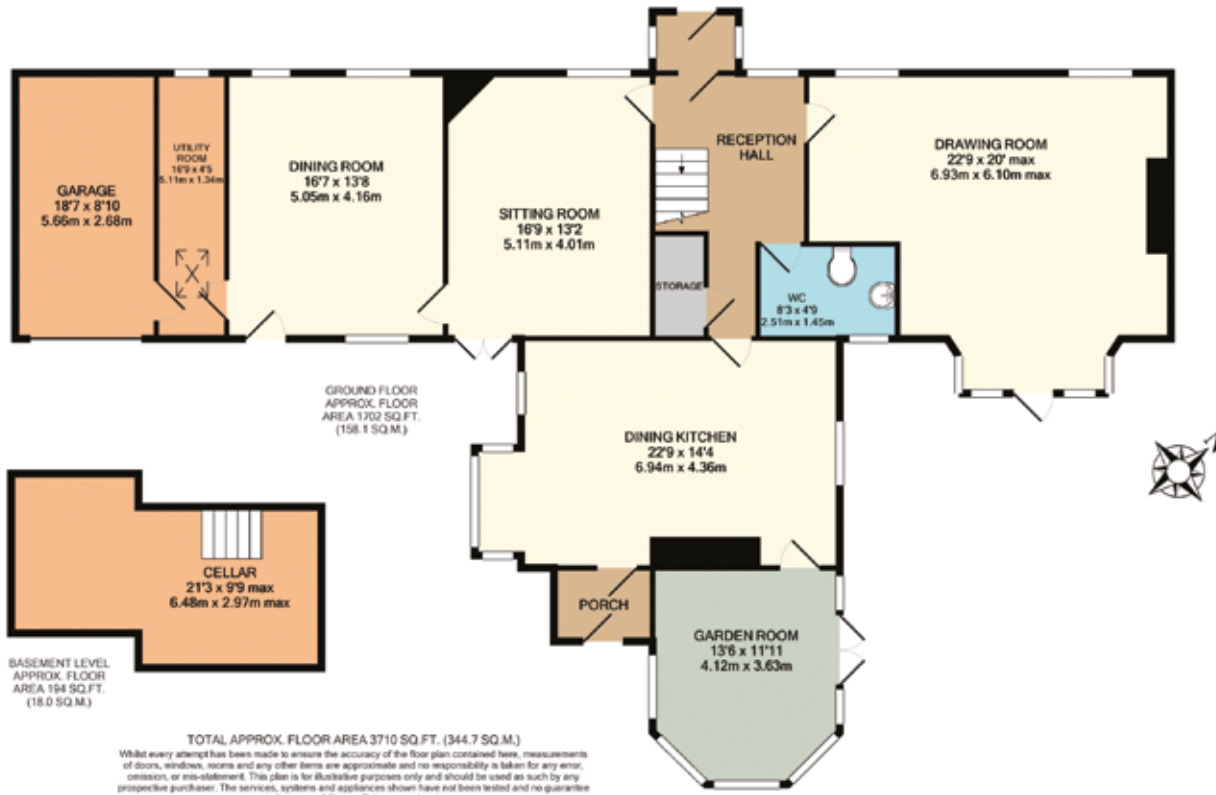 GARAGE
18'7 x 8'10
5.66m x 2.68m
UTILITY
ROOM
16'9 x 4'5
5.11m x 1.34m
DINING ROOM
16'7 x 13'8
5.05m x 4.16m
SITTING ROOM
16'9 x 13'2
5.11m x 4.01m
RECEPTION
HALL
STORAGE
WC
8'3 x 4'9
2.51m x 1.45m
DRAWING ROOM
22'9 x 20' max
6.93m x 6.10m max
GROUND FLOOR
APPROX. FLOOR
AREA 1702 SQ.FT.
(158.1 SQ.M.)
DINING KITCHEN
22'9 x 14'4
6.94m x 4.36m
CELLAR
21'3 x 9'9 max
6.48m x 2.97m max
PORCH
GARDEN ROOM
13'6 x 11'11
4.12m x 3.63m
BASEMENT LEVEL
APPROX. FLOOR
AREA 194 SQ.FT.
(18.0 SQ.M.)
TOTAL APPROX. FLOOR AREA 3710 SQ.FT. (344.7 SQ.M.)
Whilst every attempt has been made to ensure the accuracy of the floor plan contained here, measurements
of doors, windows, rooms and any other items are approximate and no responsibility is taken for any error,
omission, or mis-statement. This plan is for illustrative purposes only and should be used as such by any
prospective purchaser. The services, systems and appliances shown have not been tested and no guarantee